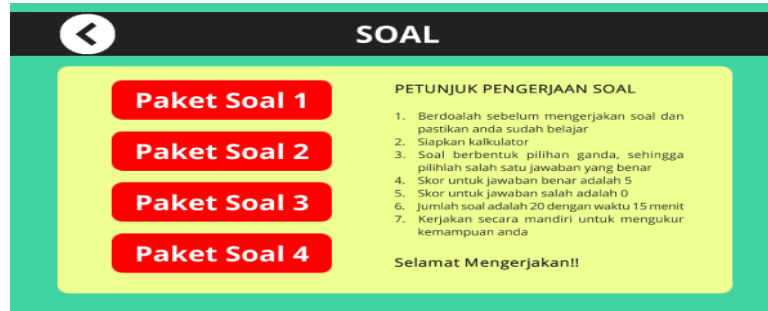 SOAL
Paket Soal 1
Paket Soal 2
Paket Soal 3
Paket Soal 4
PETUNJUK PENGERJAAN SOAL
1. Berdoalah sebelum mengerjakan soal dan
pastikan anda sudah belajar
2. Siapkan kalkulator
3. Soal berbentuk pilihan ganda, sehingga
pilihlah salah satu jawaban yang benar
4. Skor untuk jawaban benar adalah 5
5. Skor untuk jawaban salah adalah 0
6. Jumlah soal adalah 20 dengan waktu 15 menit
7. Kerjakan secara mandiri untuk mengukur
kemampuan anda
Selamat Mengerjakan!!